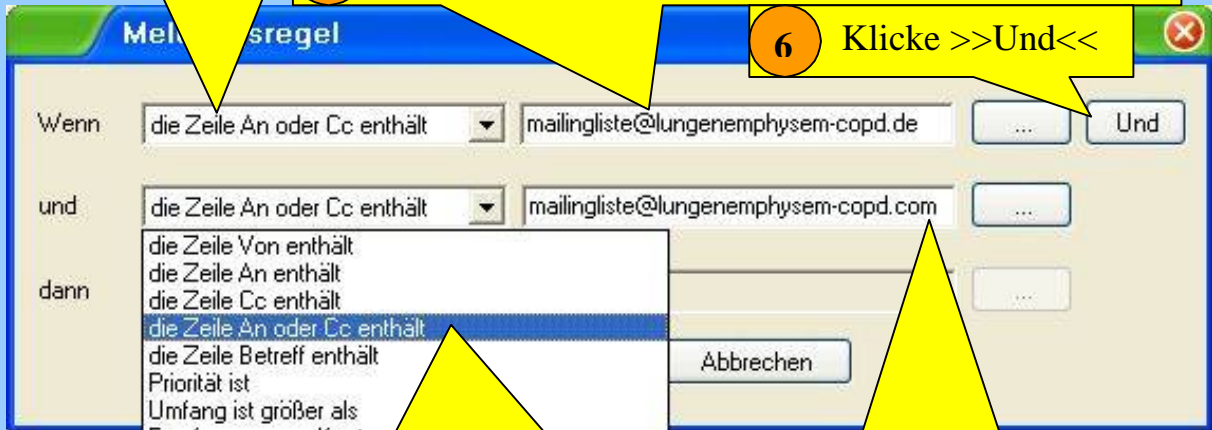 6 Klicke >>Und<<
Wenn die Zeile An oder Cc enthält mailingliste@lungenemphysem-copd.de ... Und
und die Zeile An oder Cc enthält mailingliste@lungenemphysem-copd.com ...
die Zeile Von enthält
die Zeile An enthält
dann die Zeile Cc enthält ...
die Zeile An oder Cc enthält
die Zeile Betreff enthält
Abbrechen
Priorität ist
Umfang ist größer als